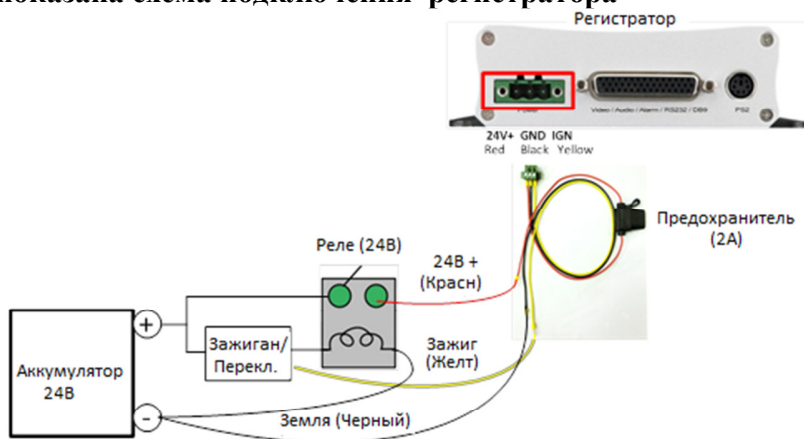 показана схема подключения регистратора
Регистратор
Video / Audio / Alarm / RS232 / DB9
PS2
24V+ GND IGN
Red Black Yellow
Предохранитель
(2А)
Реле (24В)
24В +
(Красн)
Зажиган/
Перекл.
Зажиг
(Желт)
Аккумулятор
24В
+
-
Земля (Черный)